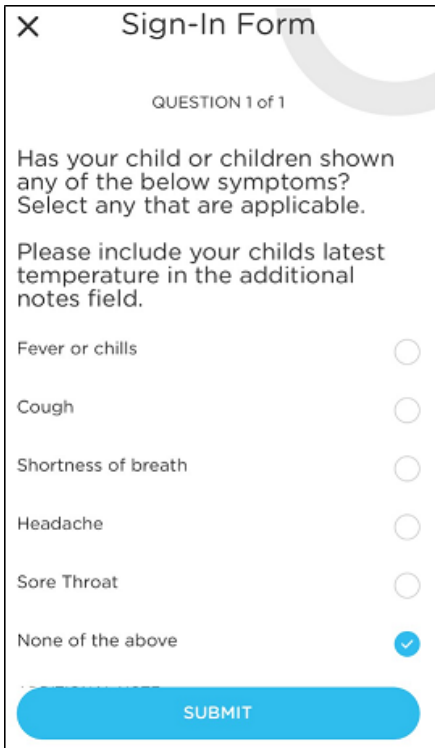 Sign-In Form
QUESTION 1 of 1
Has your child or children shown
any of the below symptoms?
Select any that are applicable.
Please include your childs latest
temperature in the additional
notes field.
Fever or chills
Cough
Shortness of breath
Headache
Sore Throat
None of the above
SUBMIT